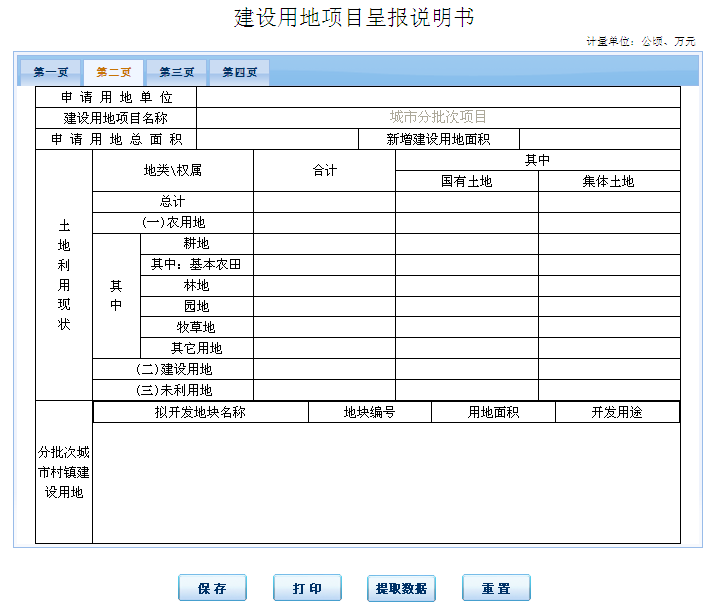 建设用地项目呈报说明书
计量单位：公顷、万元
第一页 第二页 第三页 第四页
申 请 用 地 单 位
建设用地项目名称 城市分批次项目
申 请 用 地 总 面 积 新增建设用地面积
土地利用现状
地类\权属 合计 其中
国有土地 集体土地
总计
(一)农用地
其中
耕地
其中：基本农田
林地
园地
牧草地
其它用地
(二)建设用地
(三)未利用地
分批次城
市村镇建
设用地
拟开发地块名称 地块编号 用地面积 开发用途
保 存 打 印 提取数据 重 置